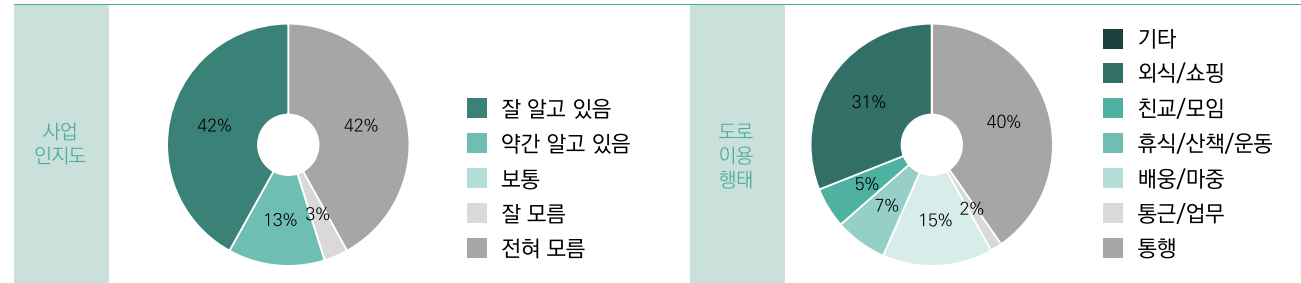 사업
인지도
42%
42%
13%
3%
잘 알고 있음
약간 알고 있음
보통
잘 모름
전혀 모름
도로
이용
행태
31%
40%
5%
7%
15%
2%
기타
외식/쇼핑
친교/모임
휴식/산책/운동
배웅/마중
통근/업무
통행